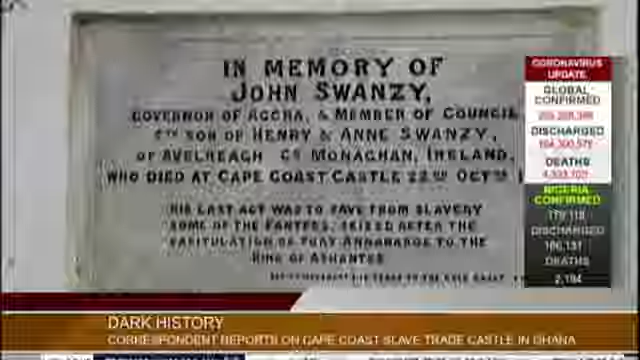 IN MEMORY OF
JOHN SWANZY,
GOVERNOR OF ACCRA, & MEMBER OF COUNCIL
5TH SON OF HENRY & ANNE SWANZY,
OF AVELREAGH CO MONAGHAN, IRELAND,
WHO DIED AT CAPE COAST CASTLE 22ND OCTR
HIS LAST ACT WAS TO SAVE FROM SLAVERY
SOME OF THE FANTEES, SEIZED AFTER THE
CAPITULATION OF FORT ANNAMABOE TO THE
KING OF ASHANTEE
CORONAVIRUS
UPDATE
GLOBAL
CONFIRMED
DISCHARGED
DEATHS
NIGERIA
CONFIRMED
DISCHARGED
DEATHS
DARK HISTORY
CORRESPONDENT REPORTS ON CAPE COAST SLAVE TRADE CASTLE IN GHANA